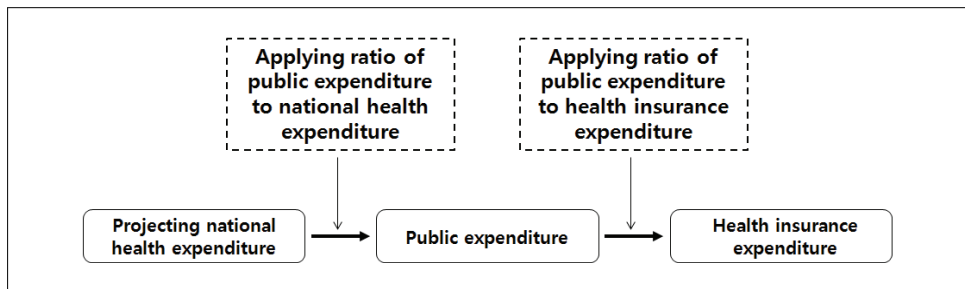 Applying ratio of
public expenditure
to national health
expenditure
Applying ratio of
public expenditure
to health insurance
expenditure
Projecting national
health expenditure
Public expenditure
Health insurance
expenditure